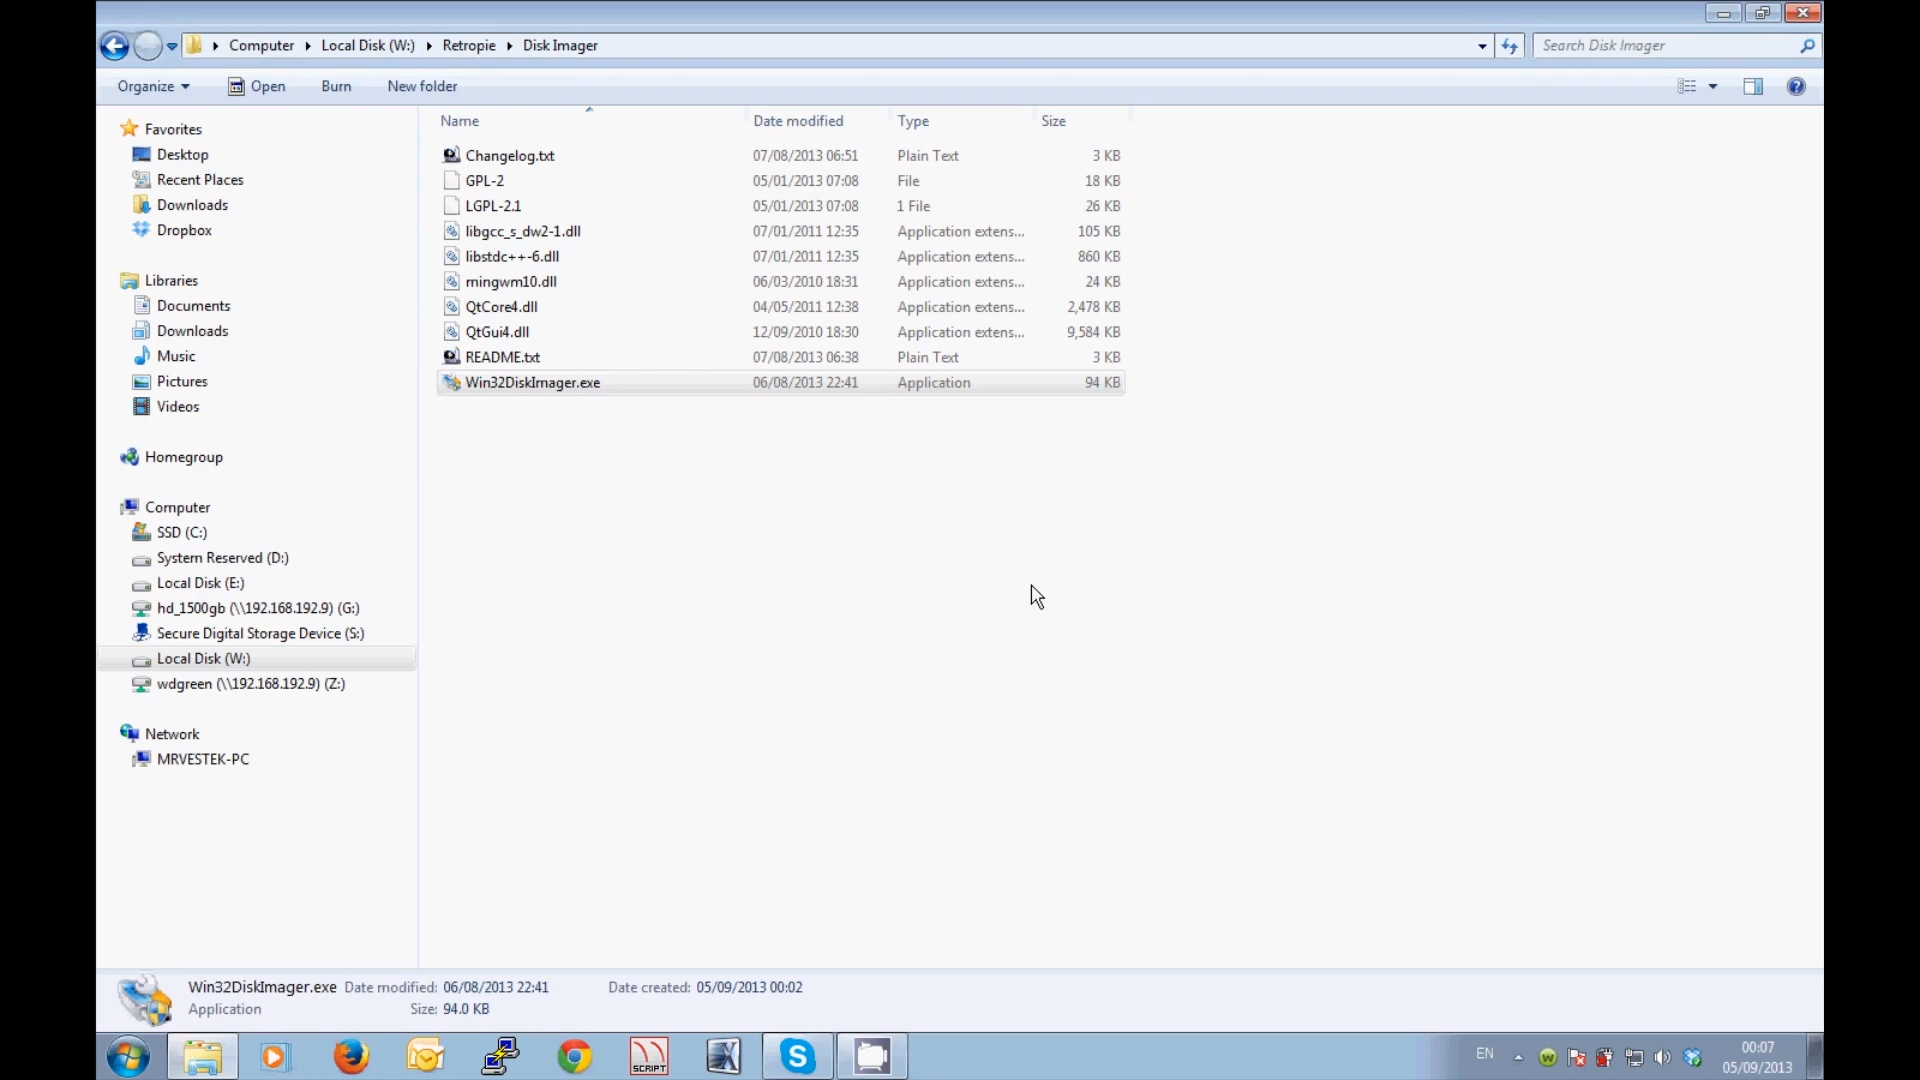 Computer Local Disk (W:) Retropie Disk Imager
Search Disk Imager
Organize Open Burn New folder
Name Date modified Type Size
Favorites
Desktop
Recent Places
Downloads
Dropbox
Libraries
Documents
Downloads
Music
Pictures
Videos
Homegroup
Computer
SSD (C:)
System Reserved (D:)
Local Disk (E:)
hd_1500gb (\\192.168.192.9) (G:)
Secure Digital Storage Device (S:)
Local Disk (W:)
wdgreen (\\192.168.192.9) (Z:)
Network
MRVESTEK-PC
Changelog.txt 07/08/2013 06:51 Plain Text 3 KB
GPL-2 05/01/2013 07:08 File 18 KB
LGPL-2.1 05/01/2013 07:08 1 File 26 KB
libgcc_s_dw2-1.dll 07/01/2011 12:35 Application extens... 105 KB
libstdc++-6.dll 07/01/2011 12:35 Application extens... 860 KB
mingwm10.dll 06/03/2010 18:31 Application extens... 24 KB
QtCore4.dll 04/05/2011 12:38 Application extens... 2,478 KB
QtGui4.dll 12/09/2010 18:30 Application extens... 9,584 KB
README.txt 07/08/2013 06:38 Plain Text 3 KB
Win32DiskImager.exe 06/08/2013 22:41 Application 94 KB
Win32DiskImager.exe Date modified: 06/08/2013 22:41 Date created: 05/09/2013 00:02
Application Size: 94.0 KB
SCRIPT
EN
00:07
05/09/2013